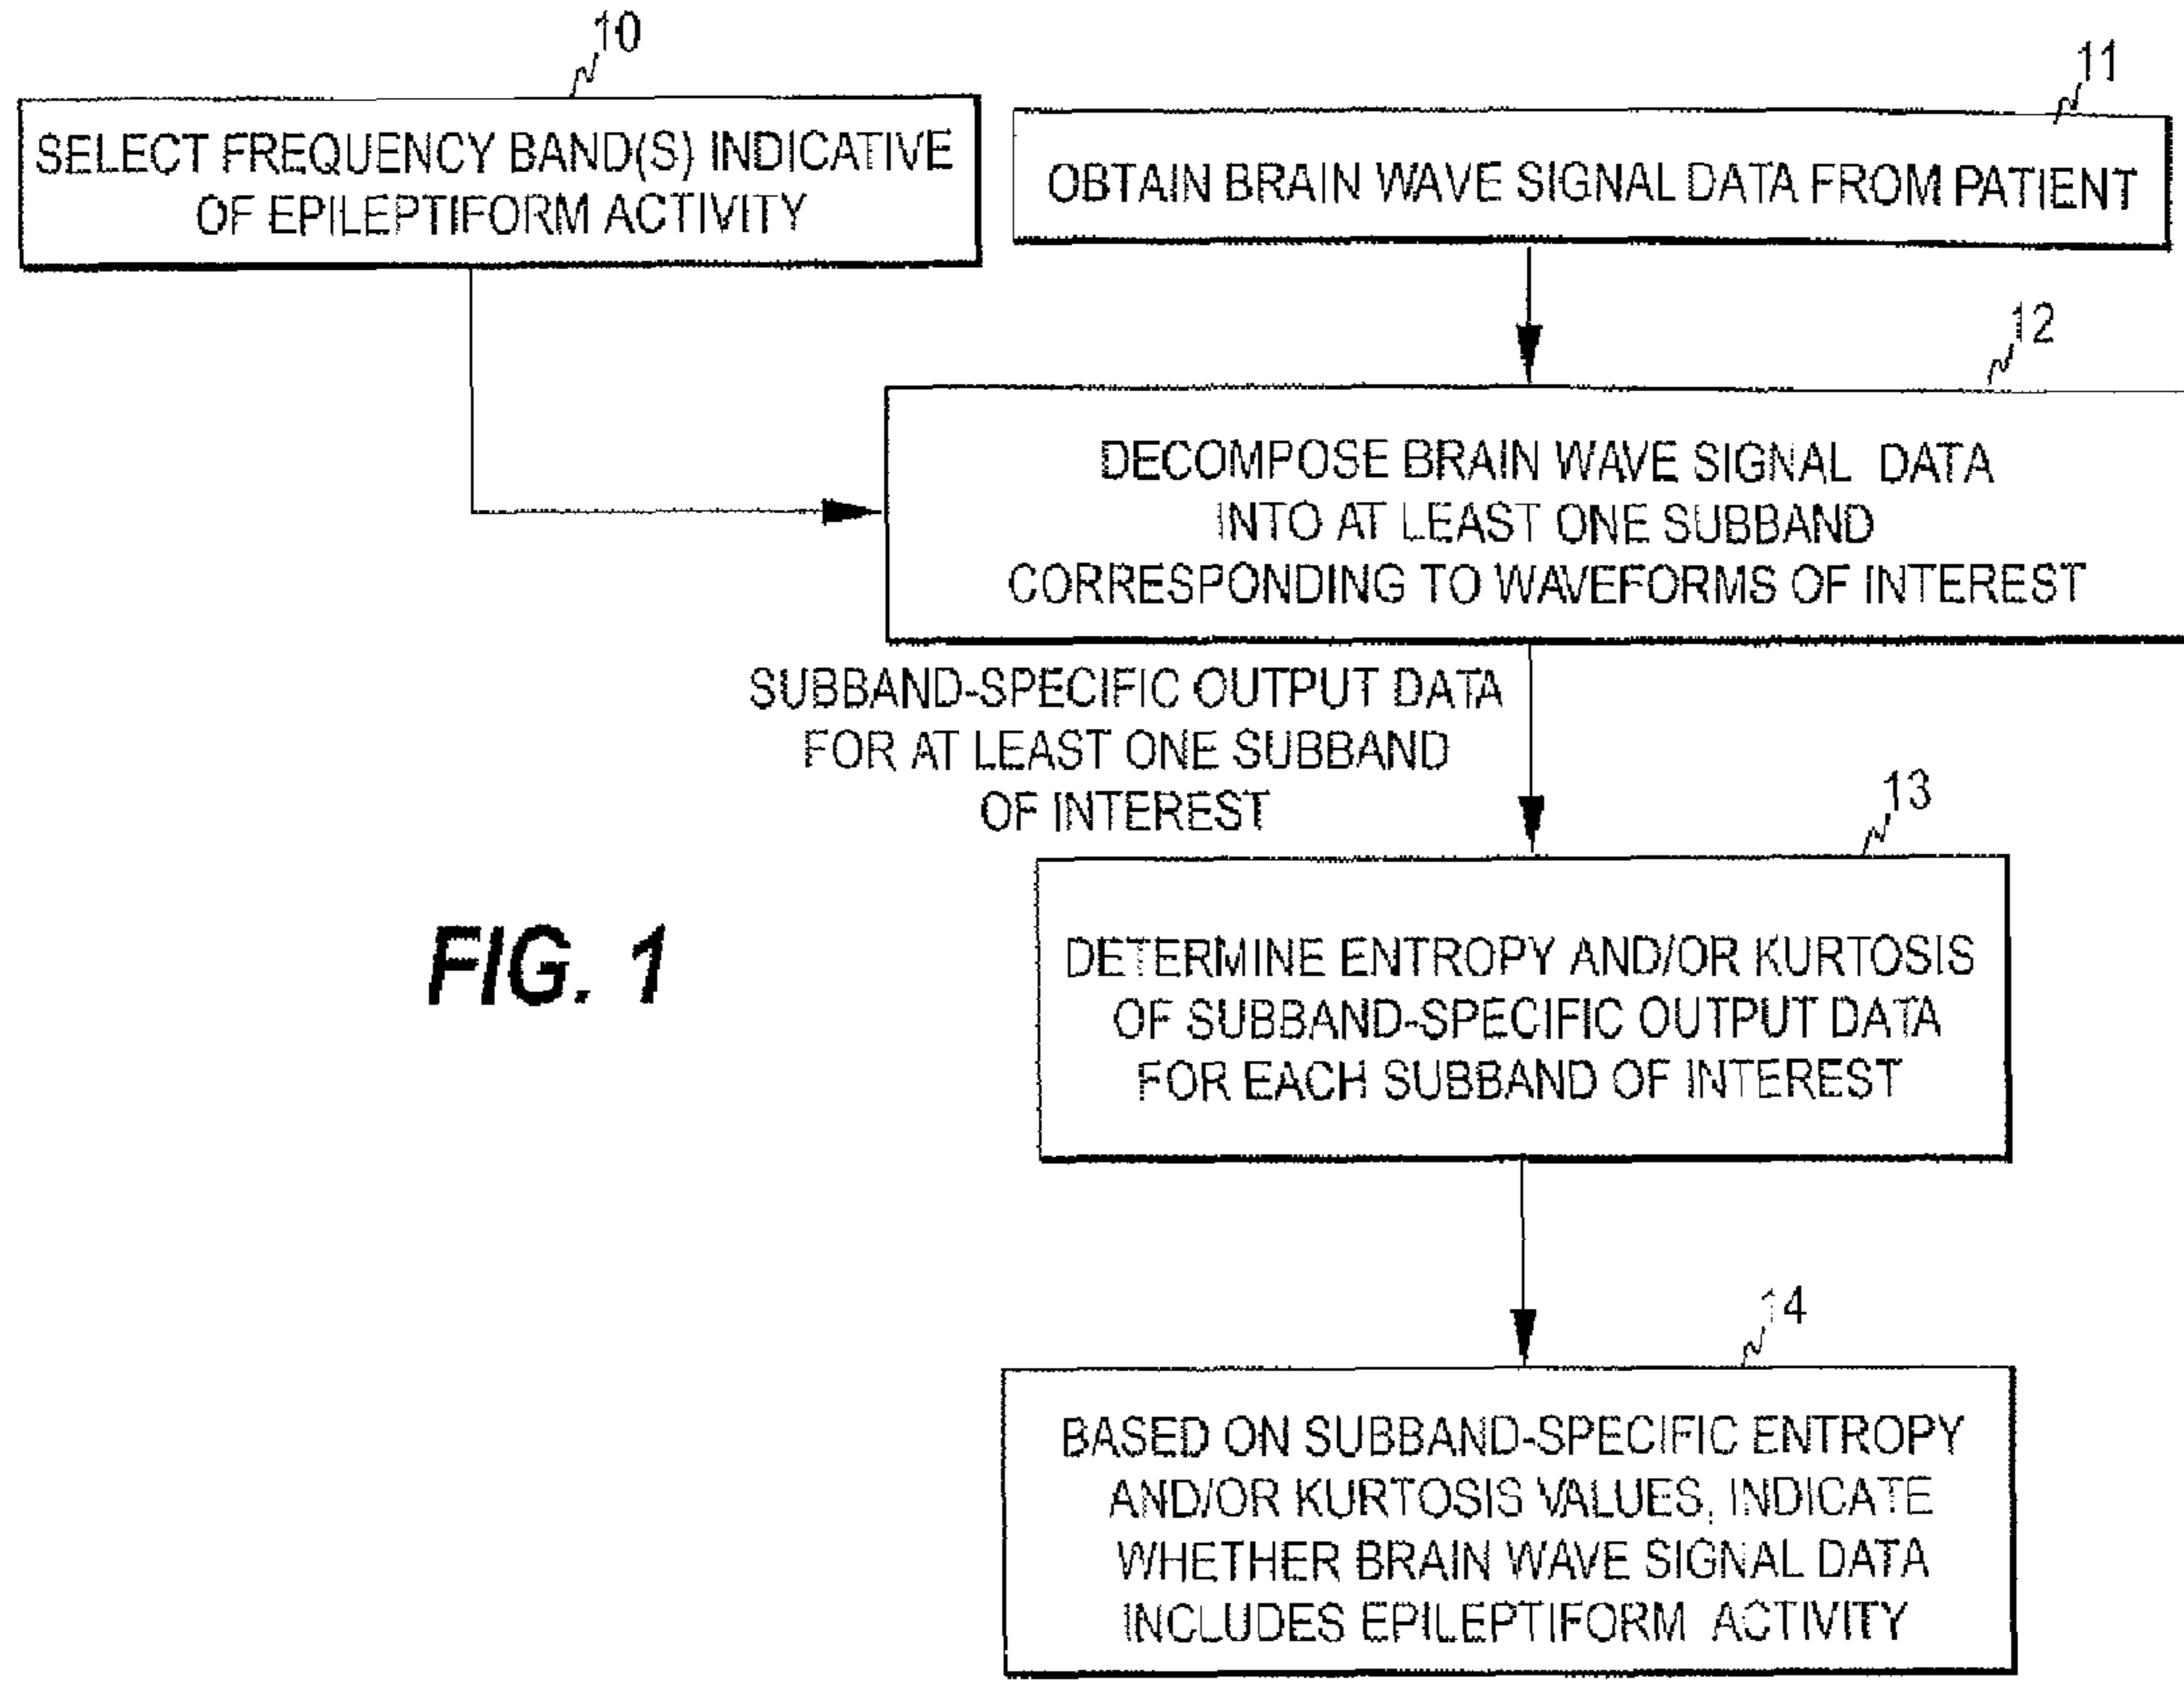 10
SELECT FREQUENCY BAND(S) INDICATIVE
OF EPILEPTIFORM ACTIVITY
11
OBTAIN BRAIN WAVE SIGNAL DATA FROM PATIENT
12
DECOMPOSE BRAIN WAVE SIGNAL DATA
INTO AT LEAST ONE SUBBAND
CORRESPONDING TO WAVEFORMS OF INTEREST
SUBBAND-SPECIFIC OUTPUT DATA
FOR AT LEAST ONE SUBBAND
OF INTEREST
13
DETERMINE ENTROPY AND/OR KURTOSIS
OF SUBBAND-SPECIFIC OUTPUT DATA
FOR EACH SUBBAND OF INTEREST
FIG. 1
14
BASED ON SUBBAND-SPECIFIC ENTROPY
AND/OR KURTOSIS VALUES, INDICATE
WHETHER BRAIN WAVE SIGNAL DATA
INCLUDES EPILEPTIFORM ACTIVITY